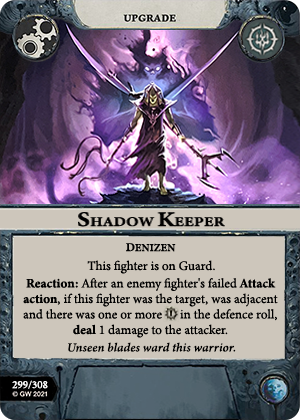 UPGRADE
SHADOW KEEPER
DENIZEN
This fighter is on Guard.
Reaction: After an enemy fighter's failed Attack
action, if this fighter was the target, was adjacent
and there was one or more in the defence roll,
deal 1 damage to the attacker.
Unseen blades ward this warrior.
299/308
© GW 2021